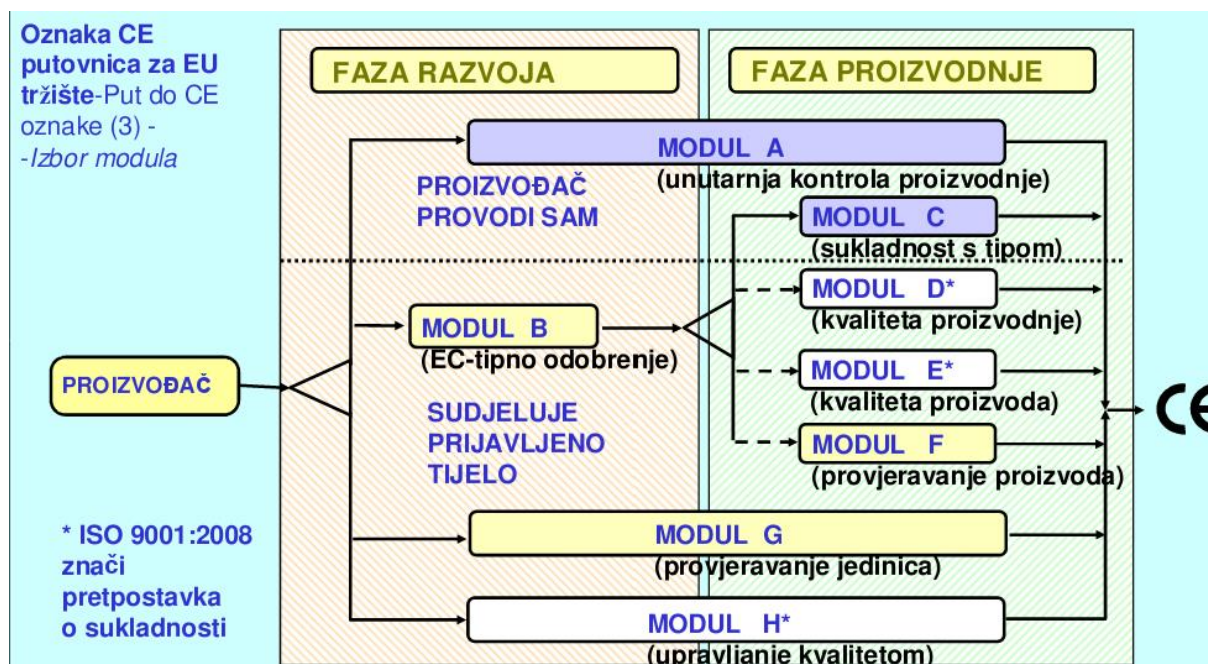 Oznaka CE
putovnica za EU
tržište-Put do CE
oznake (3) -
-Izbor modula
FAZA RAZVOJA
FAZA PROIZVODNJE
MODUL A
(unutarnja kontrola proizvodnje)
PROIZVOĐAČ
PROVODI SAM
MODUL C
(sukladnost s tipom)
MODUL D*
(kvaliteta proizvodnje)
MODUL B
(EC-tipno odobrenje)
PROIZVOĐAČ
MODUL E*
(kvaliteta proizvoda)
SUDJELUJE
PRIJAVLJENO
TIJELO
MODUL F
(provjeravanje proizvoda)
CE
* ISO 9001:2008
znači
pretpostavka
o sukladnosti
MODUL G
(provjeravanje jedinica)
MODUL H*
(upravljanje kvalitetom)